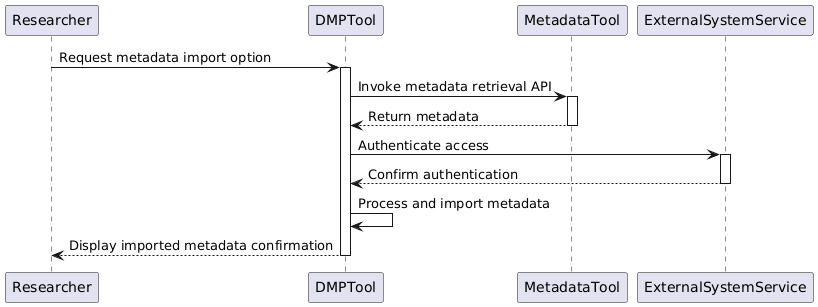 Researcher DMPTool MetadataTool ExternalSystemService
Request metadata import option
Invoke metadata retrieval API
Return metadata
Authenticate access
Confirm authentication
Process and import metadata
Display imported metadata confirmation
Researcher DMPTool MetadataTool ExternalSystemService